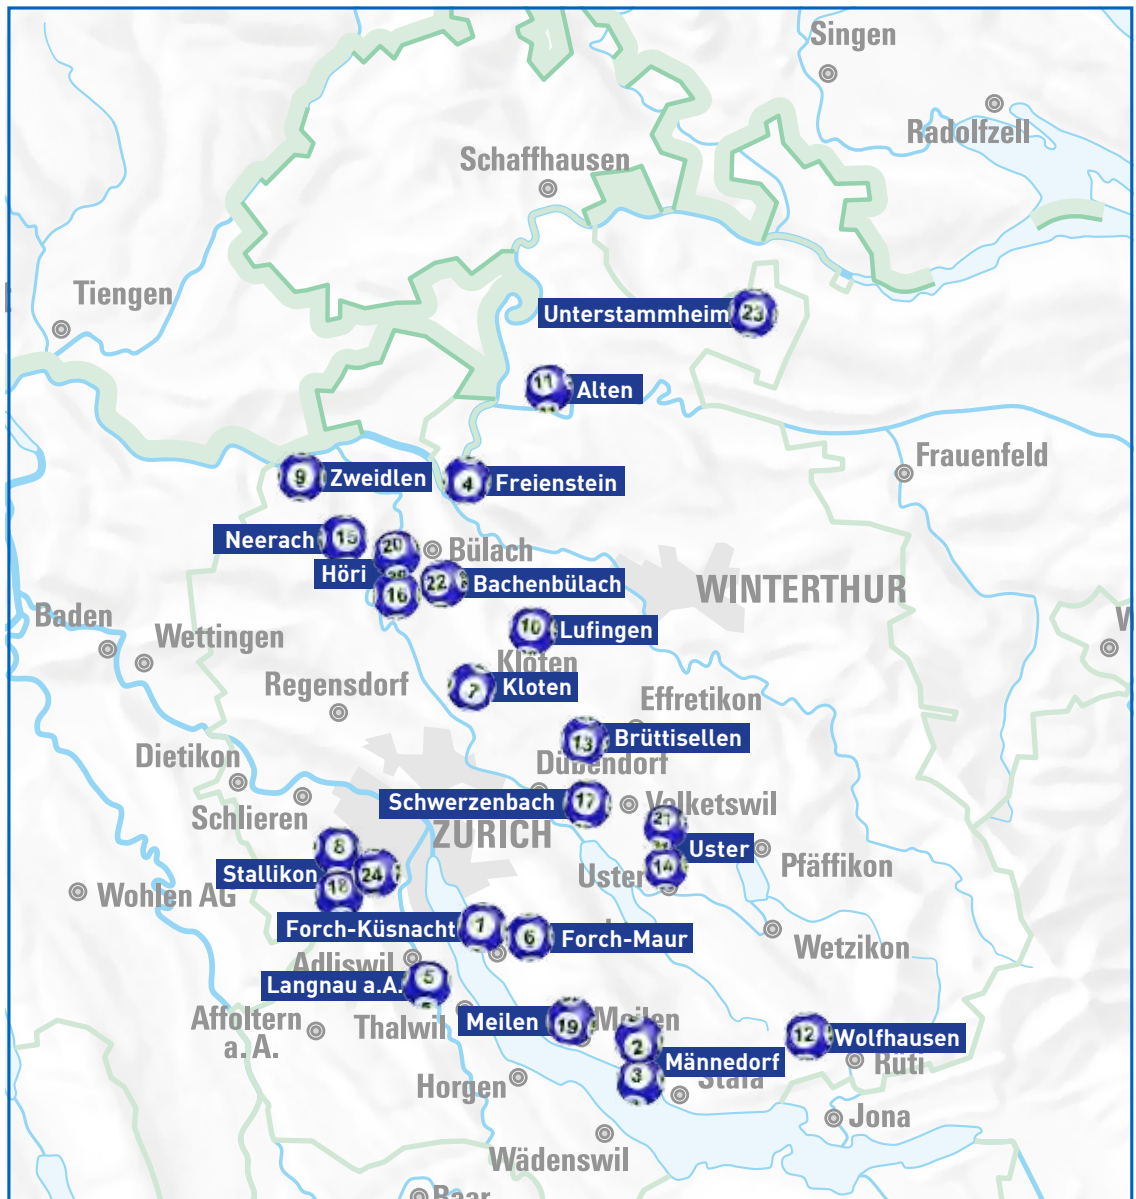 Singen
Radolfzell
Schaffhausen
Tiengen
Unterstammheim 23
11 Alten
Frauenfeld
9 Zweidlen
4 Freienstein
Neerach 15
20
Bülach
Höri
16
22 Bachenbülach
WINTERTHUR
Baden
Wettingen
10 Lufingen
Kloten
7 Kloten
Regensdorf
Effretikon
13 Brüttisellen
Dietikon
Dübendorf
Schwerzenbach 17
Volketswil
Schlieren
21
ZÜRICH
8
Uster
14
Pfäffikon
Stallikon
24
18
Uster
Wohlen AG
Forch-Küsnacht 1
6 Forch-Maur
Wetzikon
Adliswil
Langnau a.A. 5
Affoltern
a. A.
Thalwil
Meilen 19
Meilen
2
12 Wolfhausen
Männedorf
3
Rüti
Stäfa
Horgen
Jona
Wädenswil
Baar